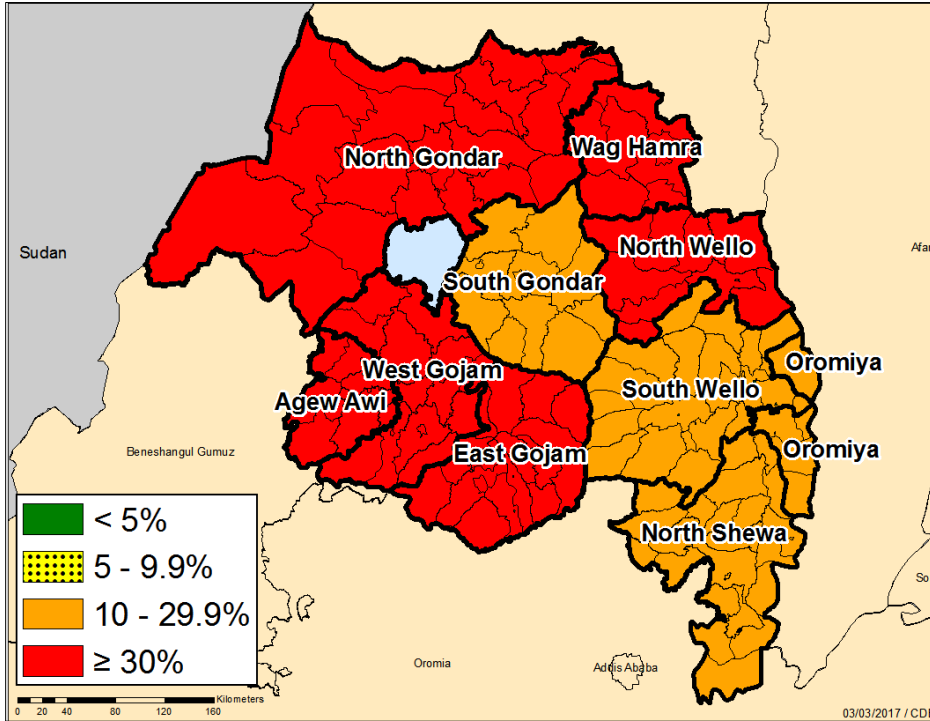 North Gondar
Wag Hamra
Sudan
North Wello
South Gondar
West Gojam
Oromiya
South Wello
Agew Awi
Beneshangul Gumuz
East Gojam
Oromiya
North Shewa
< 5%
5 - 9.9%
10 - 29.9%
≥ 30%
Oromia
Addis Ababa
Kilometers
0 20 40 80 120 160
03/03/2017